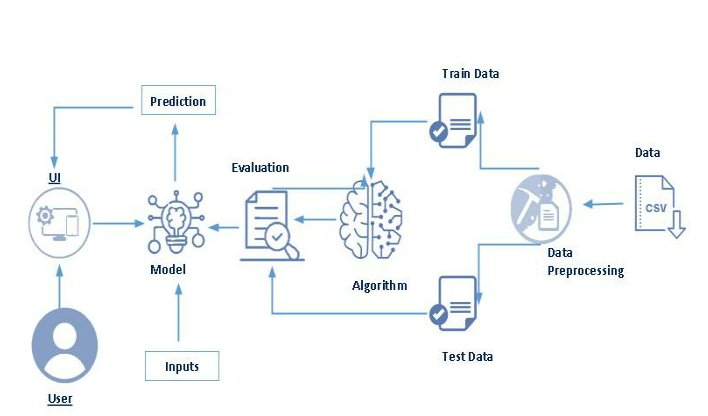 Train Data
Prediction
Data
Evaluation
UI
CSV
Model
Data
Preprocessing
Algorithm
Test Data
Inputs
User